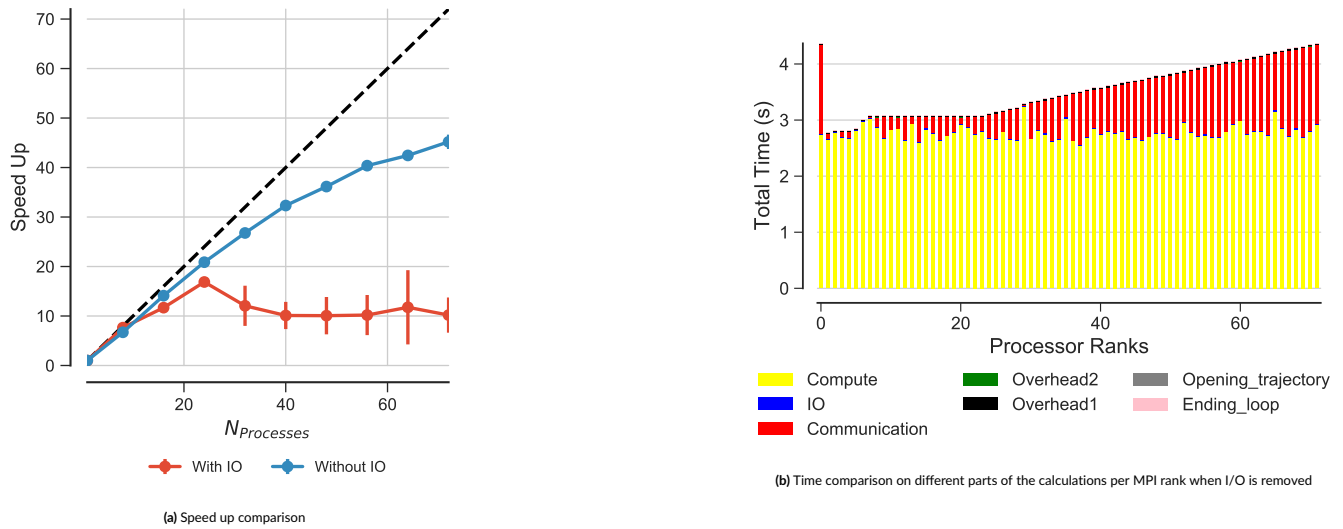 70
60
50
40
30
20
10
0
Speed Up
20 40 60
N_Processes
With IO Without IO
(a) Speed up comparison
4
3
2
1
0
Total Time (s)
0 20 40 60
Processor Ranks
Compute Overhead2 Opening_trajectory
IO Overhead1 Ending_loop
Communication
(b) Time comparison on different parts of the calculations per MPI rank when I/O is removed